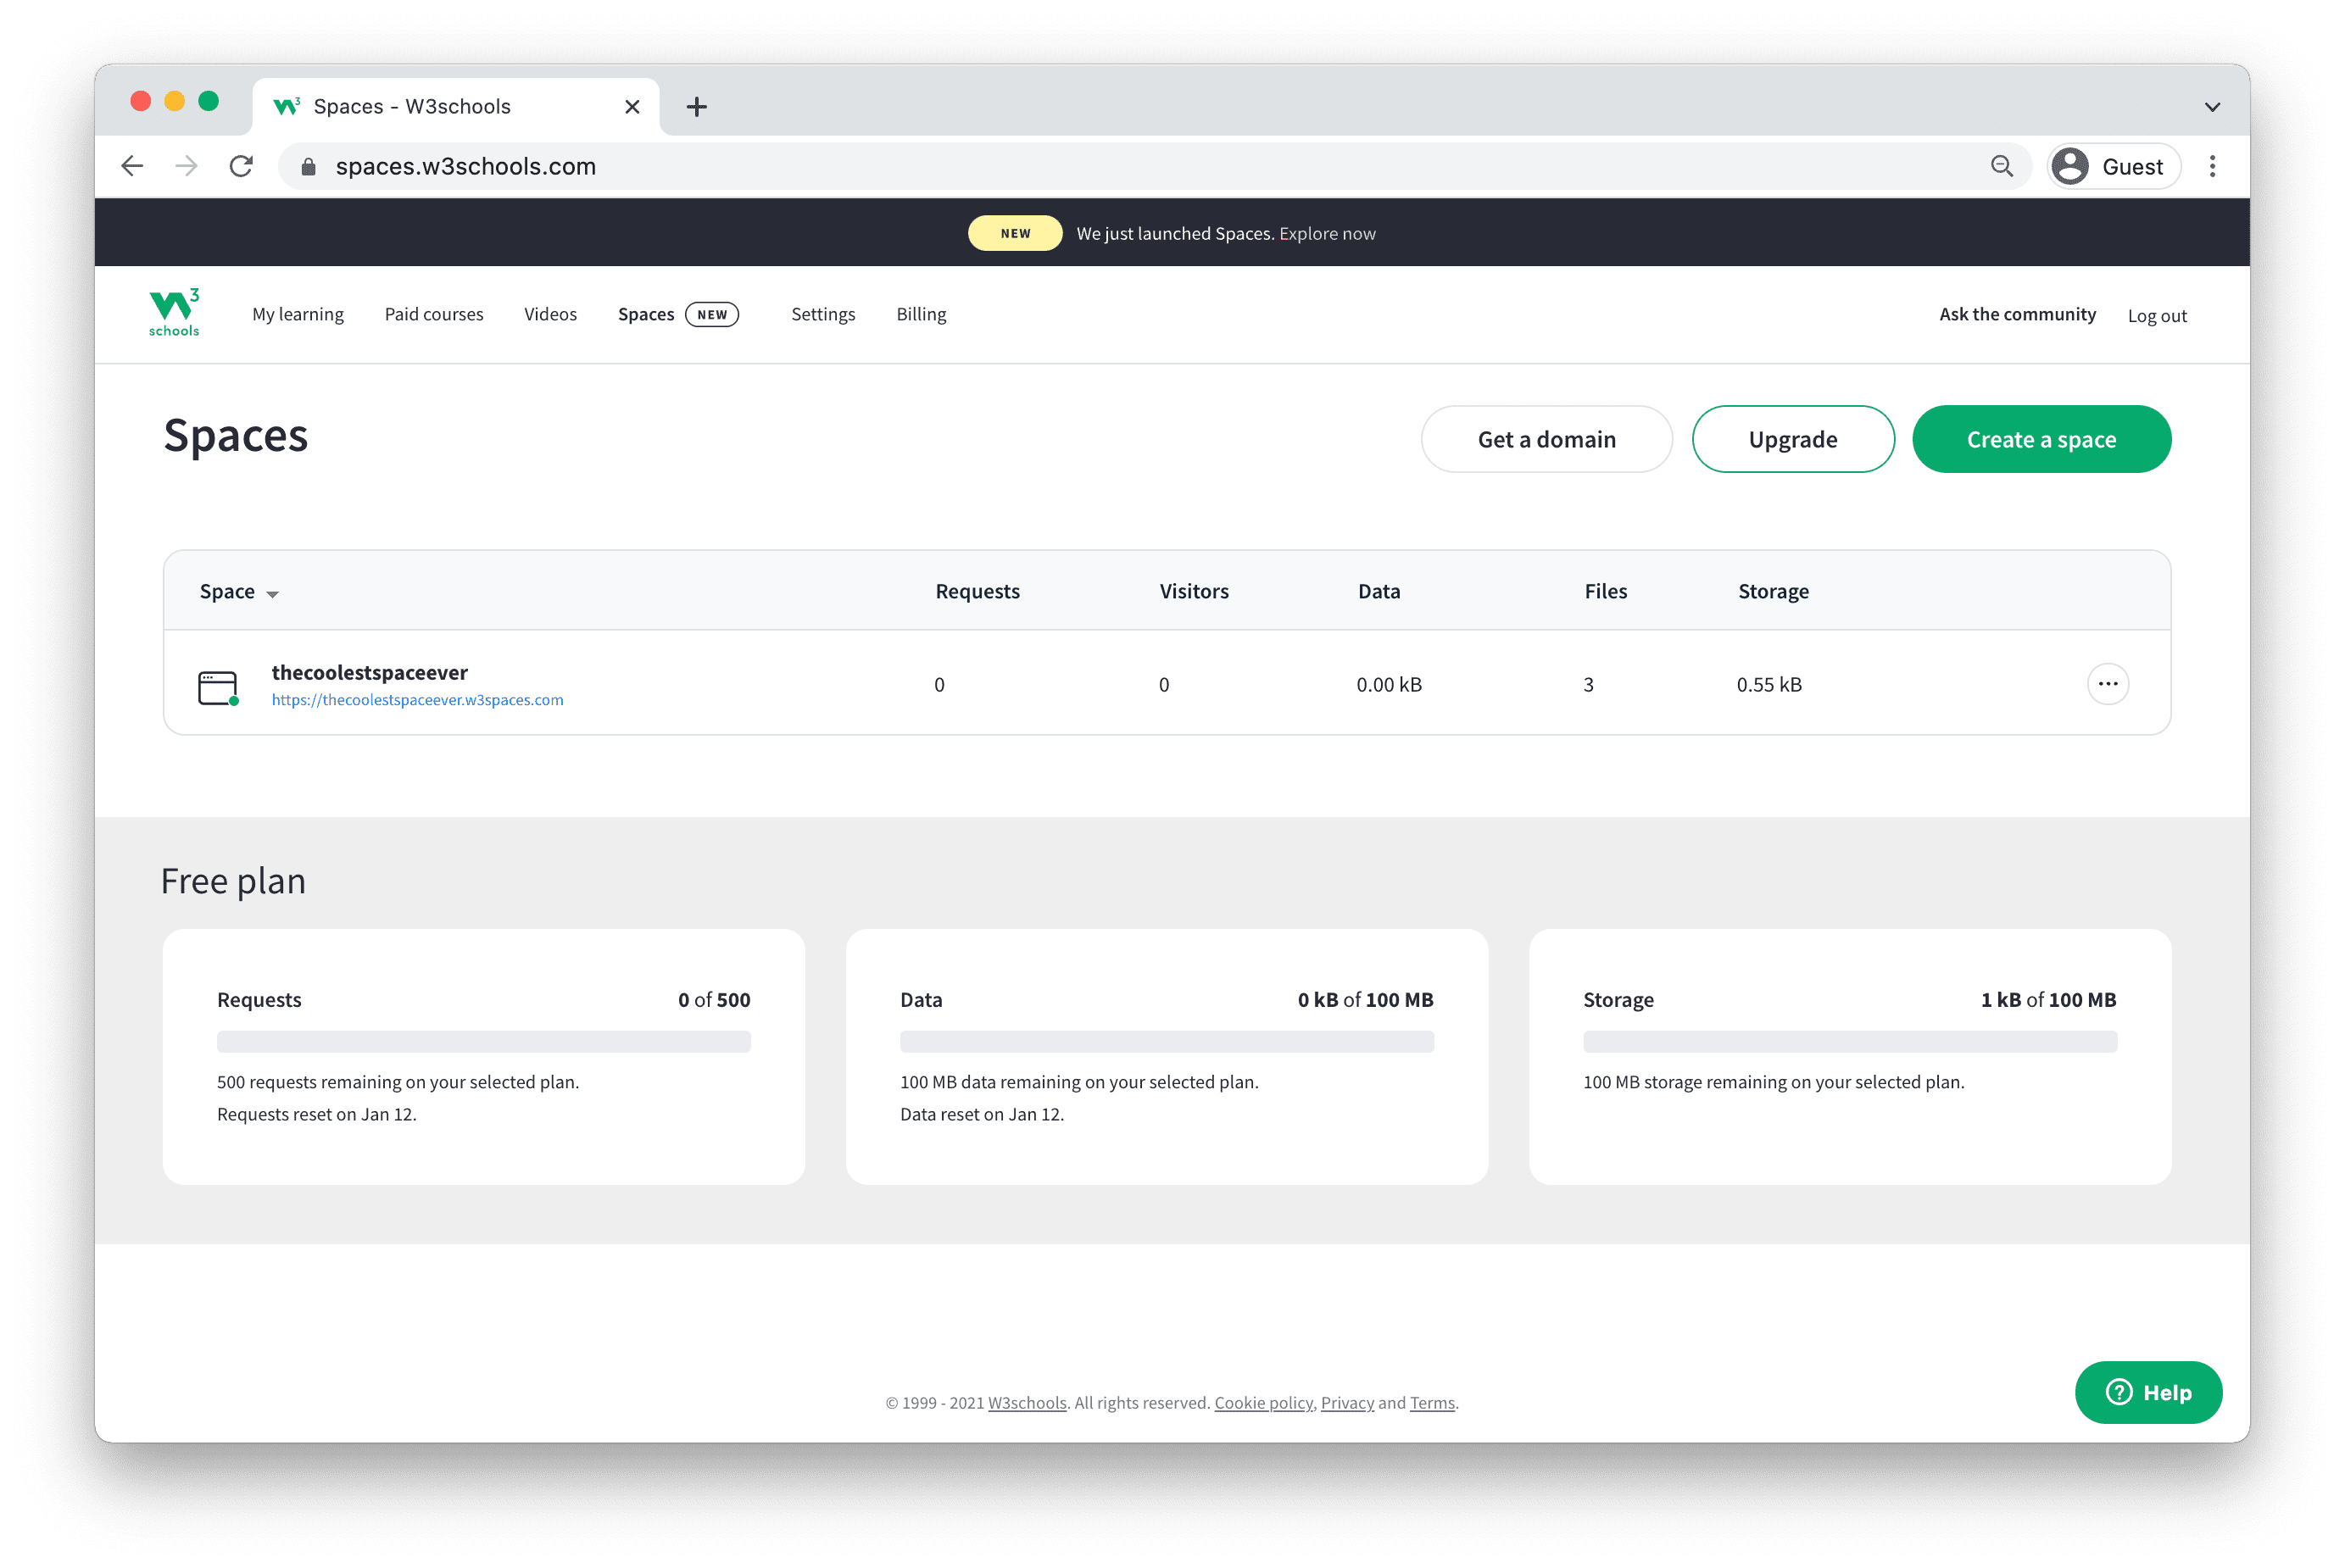 Spaces - W3schools
spaces.w3schools.com
Guest
NEW We just launched Spaces. Explore now
W3 schools
My learning Paid courses Videos Spaces NEW Settings Billing Ask the community Log out
Spaces Get a domain Upgrade Create a space
Space Requests Visitors Data Files Storage
thecoolestspaceever
https://thecoolestspaceever.w3spaces.com
0 0 0.00 kB 3 0.55 kB
Free plan
Requests 0 of 500
500 requests remaining on your selected plan.
Requests reset on Jan 12.
Data 0 kB of 100 MB
100 MB data remaining on your selected plan.
Data reset on Jan 12.
Storage 1 kB of 100 MB
100 MB storage remaining on your selected plan.
© 1999 - 2021 W3schools. All rights reserved. Cookie policy, Privacy and Terms.
Help